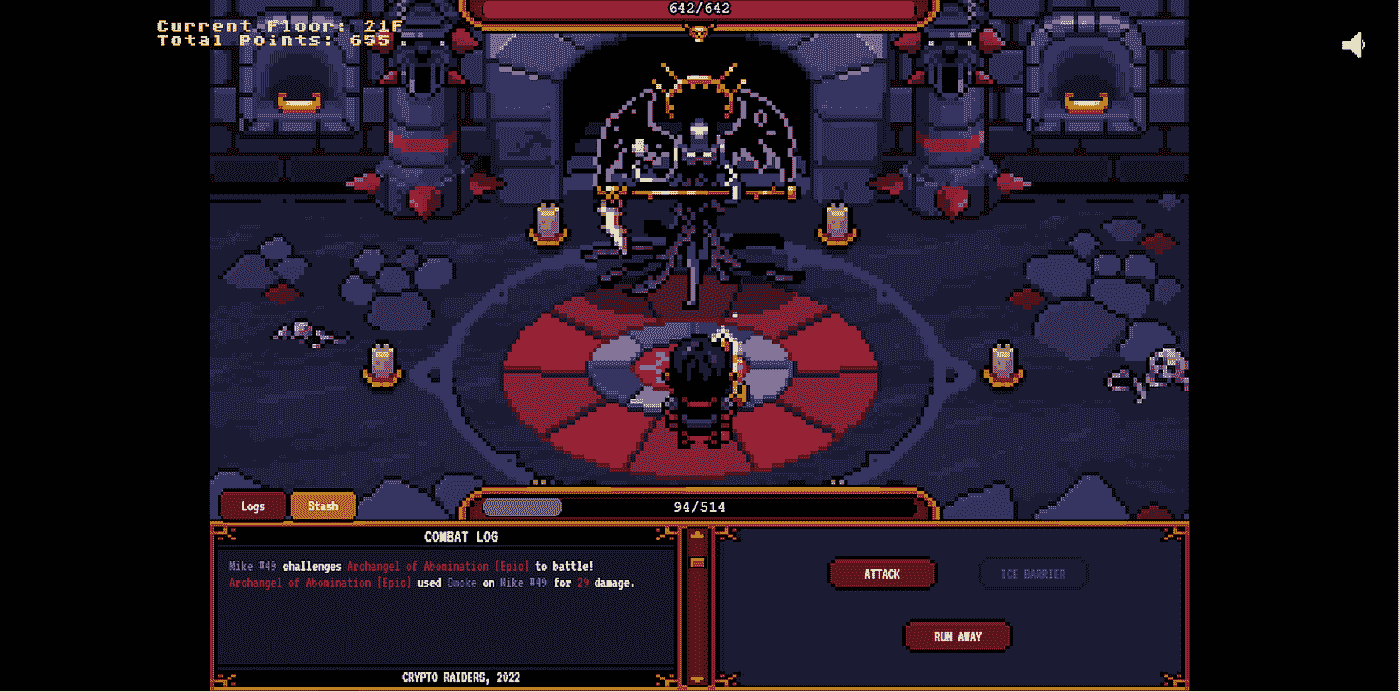 642/642
Current Floor: 21F
Total Points: 655
Logs
Stash
94/514
COMBAT LOG
Mike #49 challenges Archangel of Abomination [Epic] to battle!
Archangel of Abomination [Epic] used Smoke on Mike #49 for 29 damage.
CRYPTO RAIDERS, 2022
ATTACK
ICE BARRIER
RUN AWAY